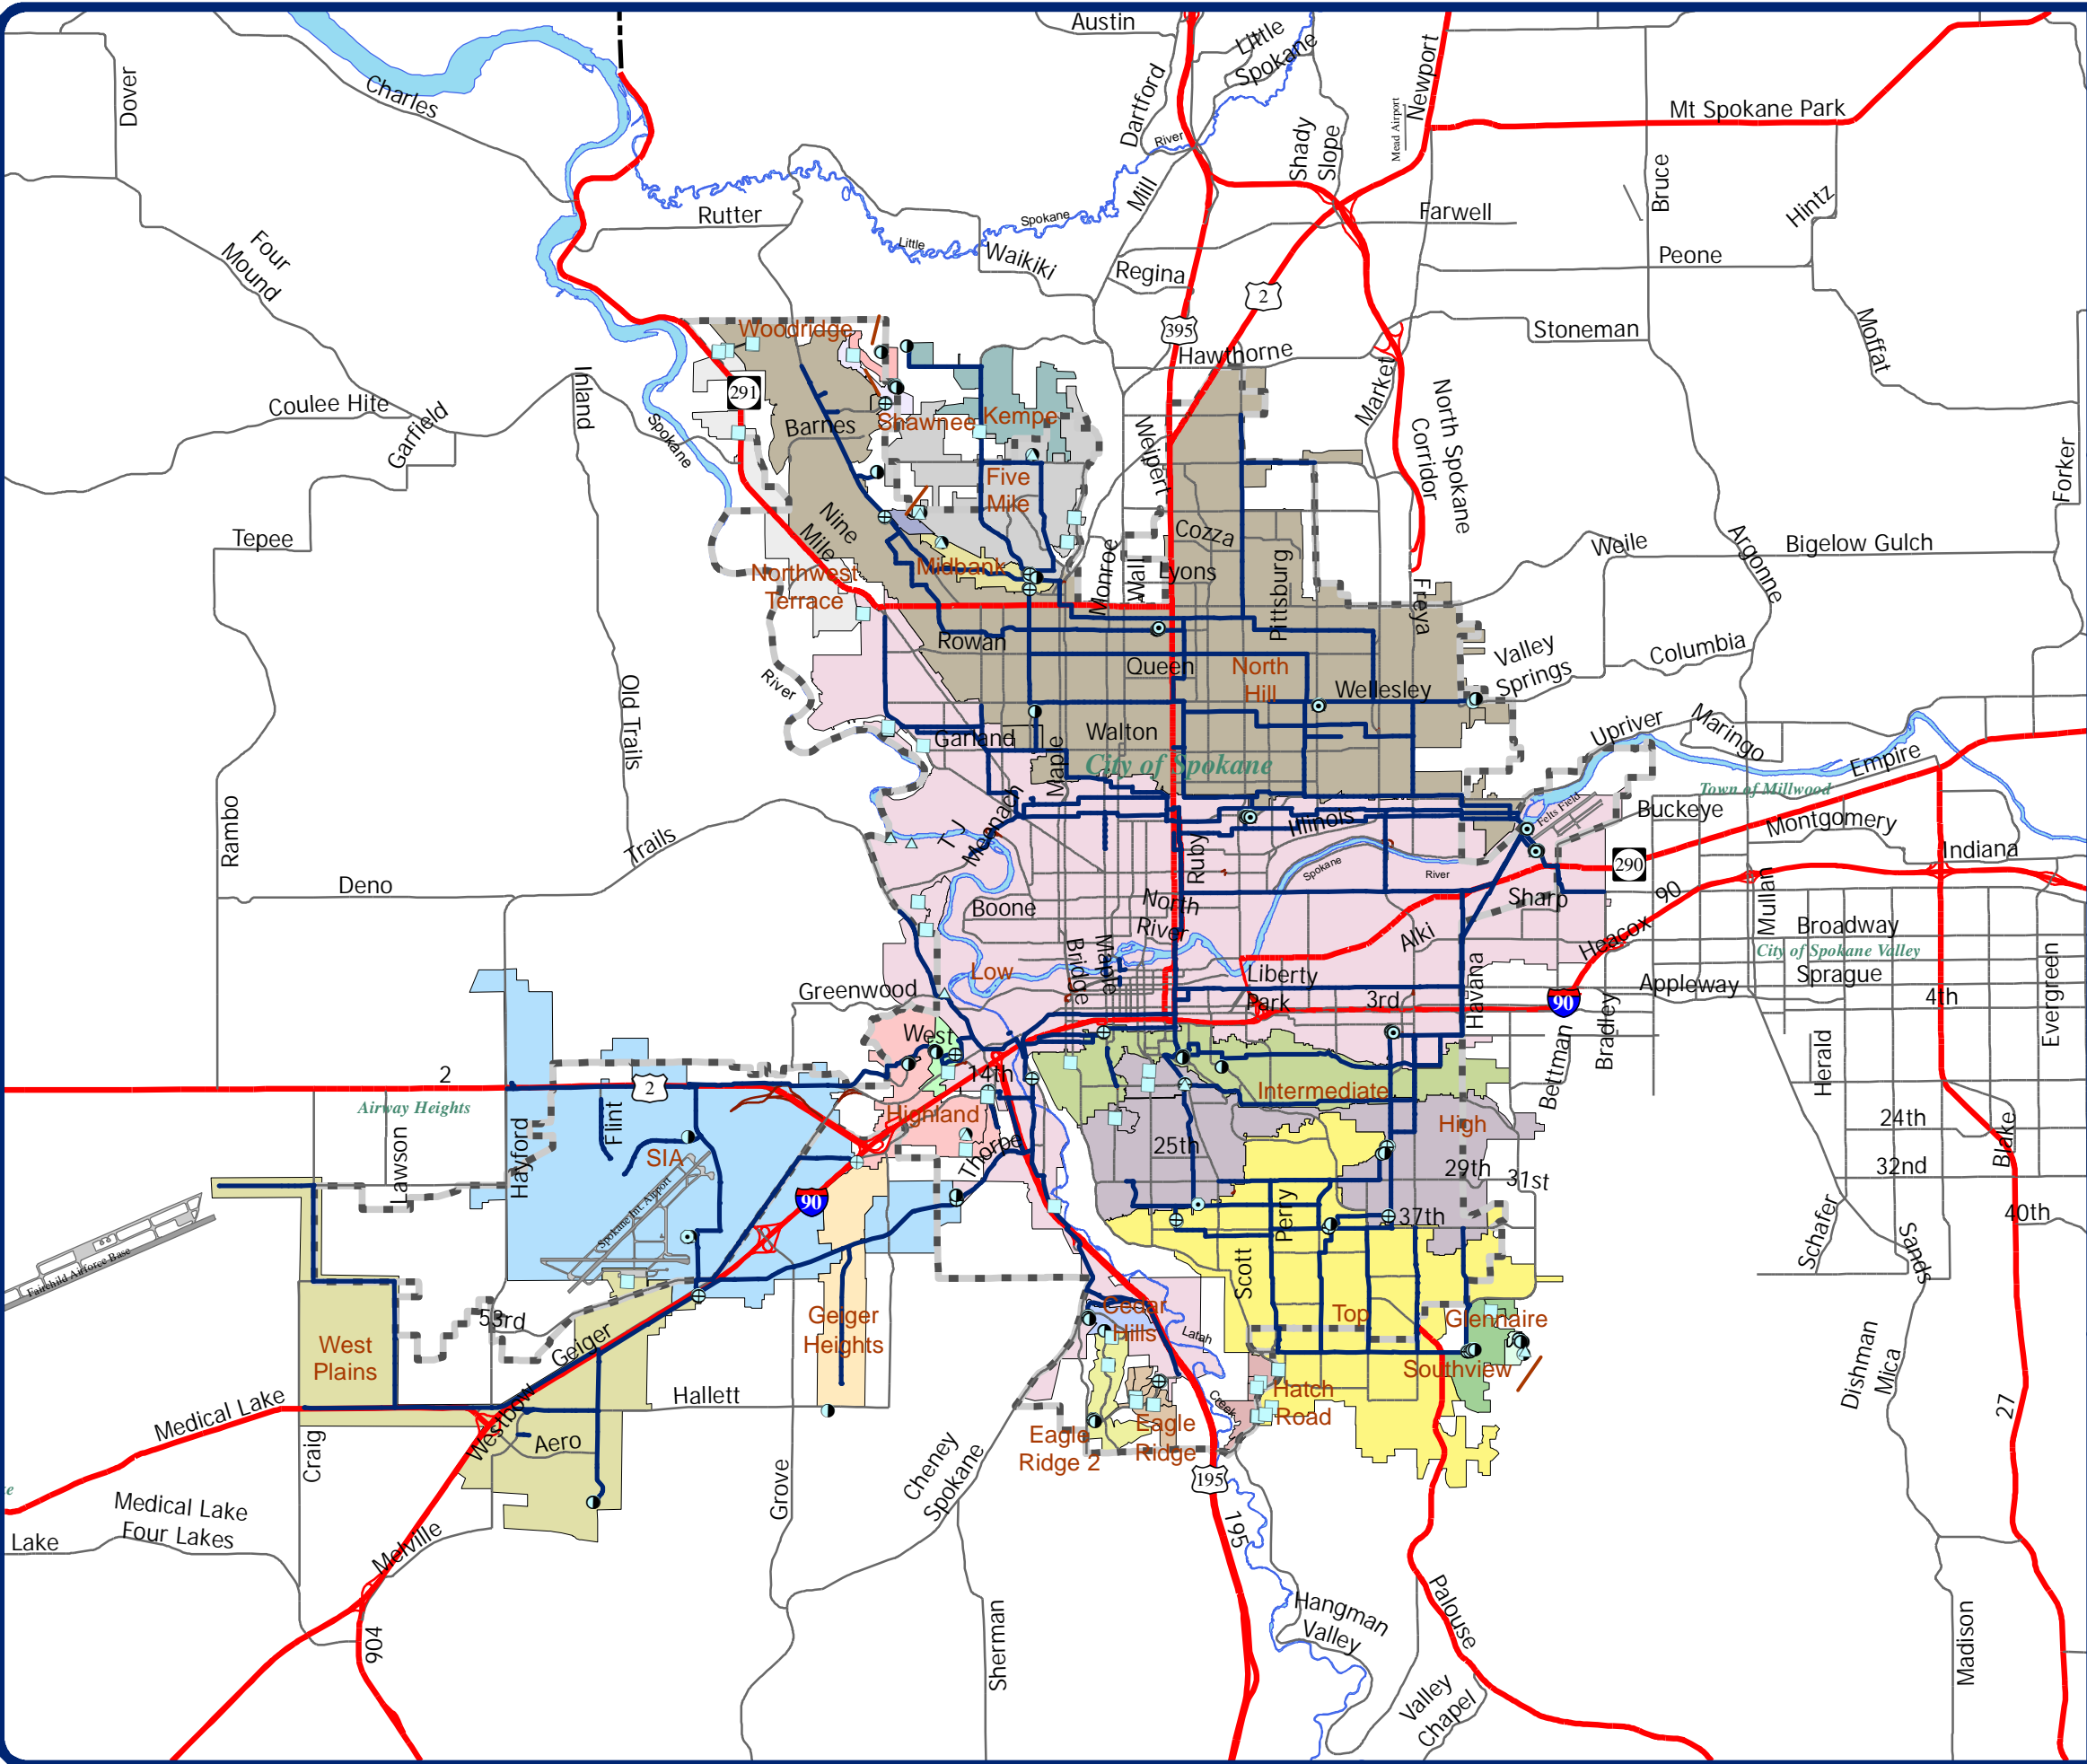 Austin
Little
Spokane
Dover
Charles
Dartford
River
Newport
Mead Airport
Mt Spokane Park
Shady
Slope
Bruce
Mill
Hintz
Rutter
Spokane
Little
Farwell
Four
Mound
Waikiki
Regina
Peone
2
395
Woodridge
Stoneman
Moffat
Hawthorne
Market
291
Inland
Coulee Hite
Garfield
Spokane
Barnes
Shawnee
Kempe
Weipert
North Spokane
Corridor
Forker
Five
Mile
Nine
Mile
Tepee
Cozza
Weile
Bigelow Gulch
Argonne
Northwest
Terrace
Midbank
Monroe
Wall
Lyons
Pittsburg
Freya
Rowan
Queen
North
Hill
Valley
Springs
Columbia
River
Old Trails
Wellesley
Walton
Garland
Maple
Upriver
Maringo
City of Spokane
Empire
Town of Millwood
Rambo
Trails
T J
Meenach
Illinois
Felts Field
Buckeye
Montgomery
Ruby
Spokane
River
290
Indiana
Deno
Boone
North
River
Sharp
90
Mullan
Broadway
Alki
Heacox
City of Spokane Valley
Low
Bridge
Maple
Liberty
Park
Havana
Sprague
Greenwood
3rd
90
Appleway
4th
Evergreen
West
Bettman
Bradley
Herald
2
2
14th
Airway Heights
Intermediate
Flint
Highland
High
24th
Lawson
Hayford
SIA
Thorpe
25th
Blake
29th
31st
32nd
Spokane Int. Airport
90
Perry
37th
Schafer
Sands
40th
Fairchild Airforce Base
Scott
Geiger
Heights
Cedar
Hills
Latah
Top
Glennaire
53rd
Geiger
West
Plains
Southview
Dishman
Mica
Hallett
Creek
Hatch
Road
27
Medical Lake
Westbow
Eagle
Ridge 2
Eagle
Ridge
Aero
Craig
Cheney
Spokane
Grove
195
195
Medical Lake
Four Lakes
Lake
Melville
904
Sherman
Hangman
Valley
Palouse
Valley
Chapel
Madison